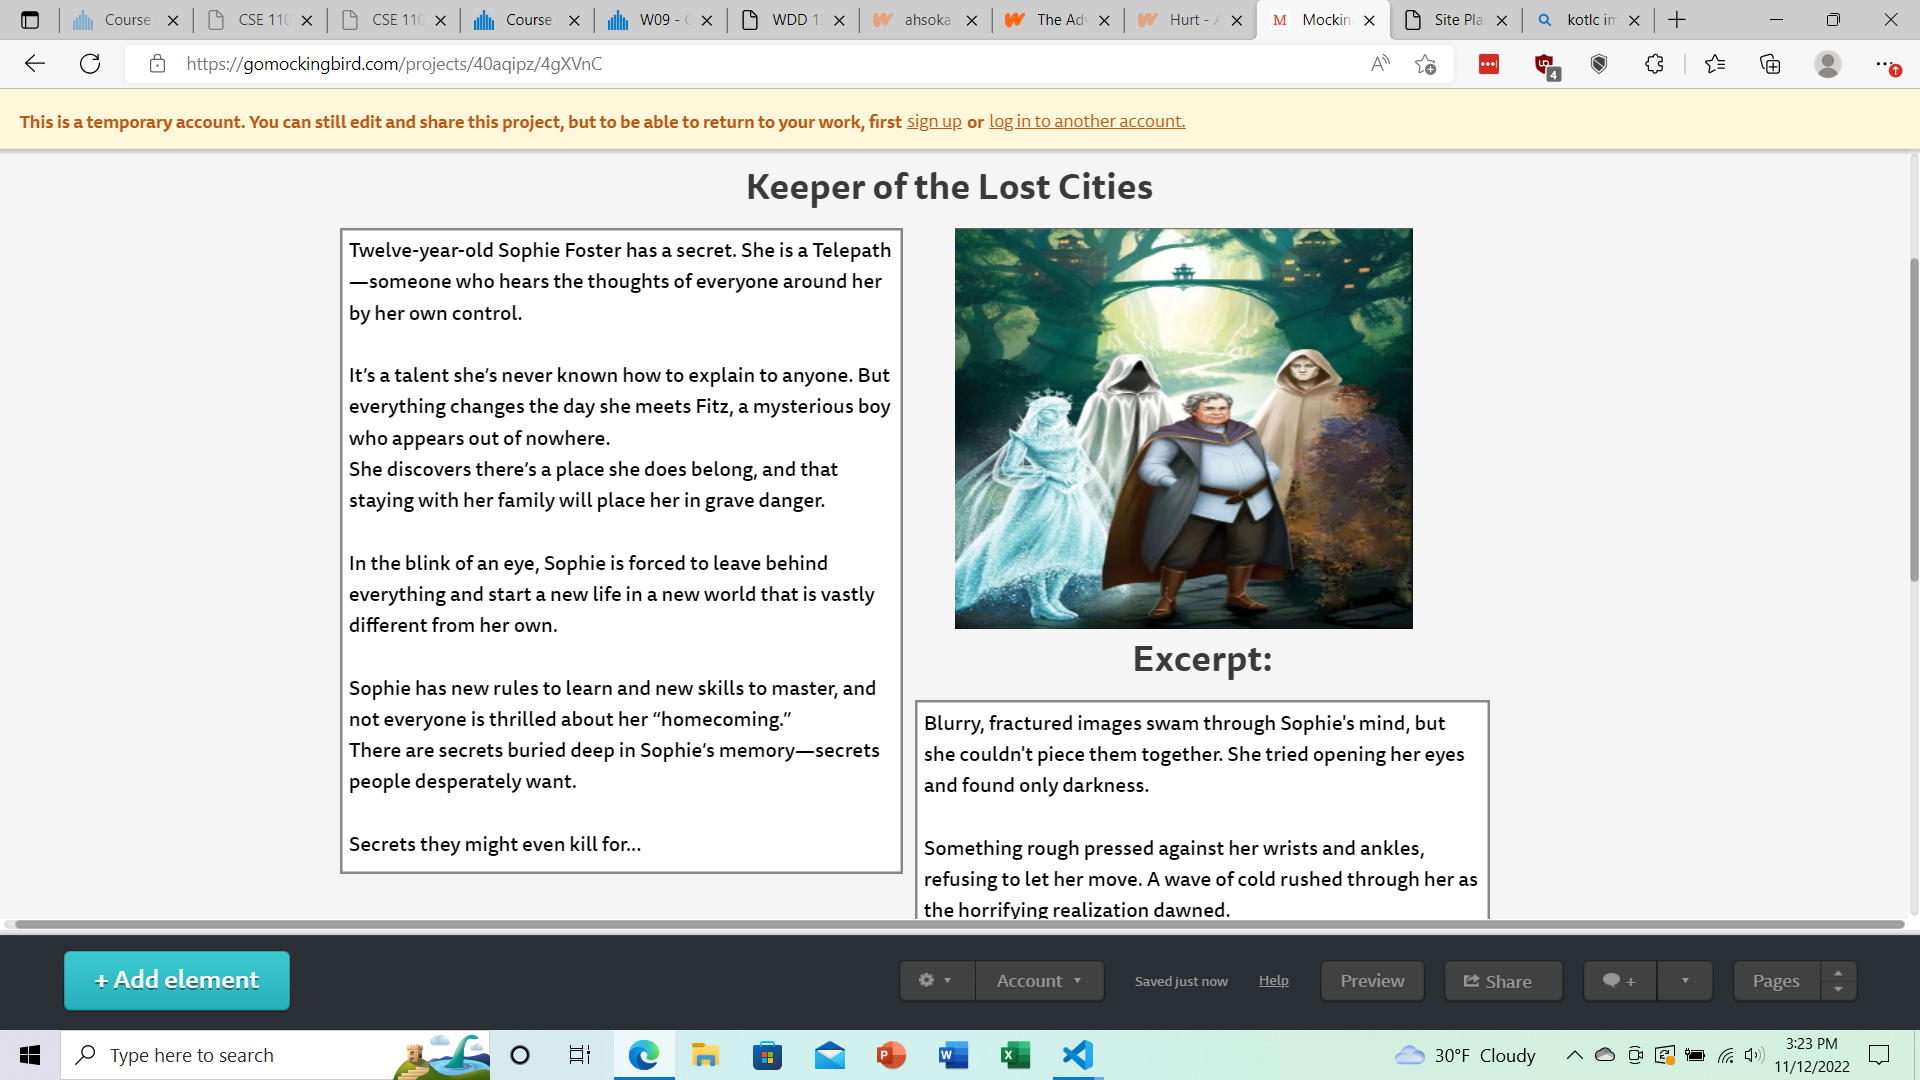 Course
CSE 110
CSE 110
Course
W09 -
WDD 1
ahsoka
The Adv
Hurt -
Mockin
Site Pla
kotlc im
https://gomockingbird.com/projects/40aqipz/4gXVnC
4
This is a temporary account. You can still edit and share this project, but to be able to return to your work, first sign up or log in to another account.
Keeper of the Lost Cities
Twelve-year-old Sophie Foster has a secret. She is a Telepath
—someone who hears the thoughts of everyone around her
by her own control.
It's a talent she's never known how to explain to anyone. But
everything changes the day she meets Fitz, a mysterious boy
who appears out of nowhere.
She discovers there's a place she does belong, and that
staying with her family will place her in grave danger.
In the blink of an eye, Sophie is forced to leave behind
everything and start a new life in a new world that is vastly
different from her own.
Sophie has new rules to learn and new skills to master, and
not everyone is thrilled about her “homecoming.”
There are secrets buried deep in Sophie’s memory—secrets
people desperately want.
Secrets they might even kill for…
Excerpt:
Blurry, fractured images swam through Sophie's mind, but
she couldn't piece them together. She tried opening her eyes
and found only darkness.
Something rough pressed against her wrists and ankles,
refusing to let her move. A wave of cold rushed through her as
the horrifying realization dawned.
+ Add element
Account
Saved just now
Help
Preview
Share
+
Pages
Type here to search
30°F Cloudy
3:23 PM
11/12/2022